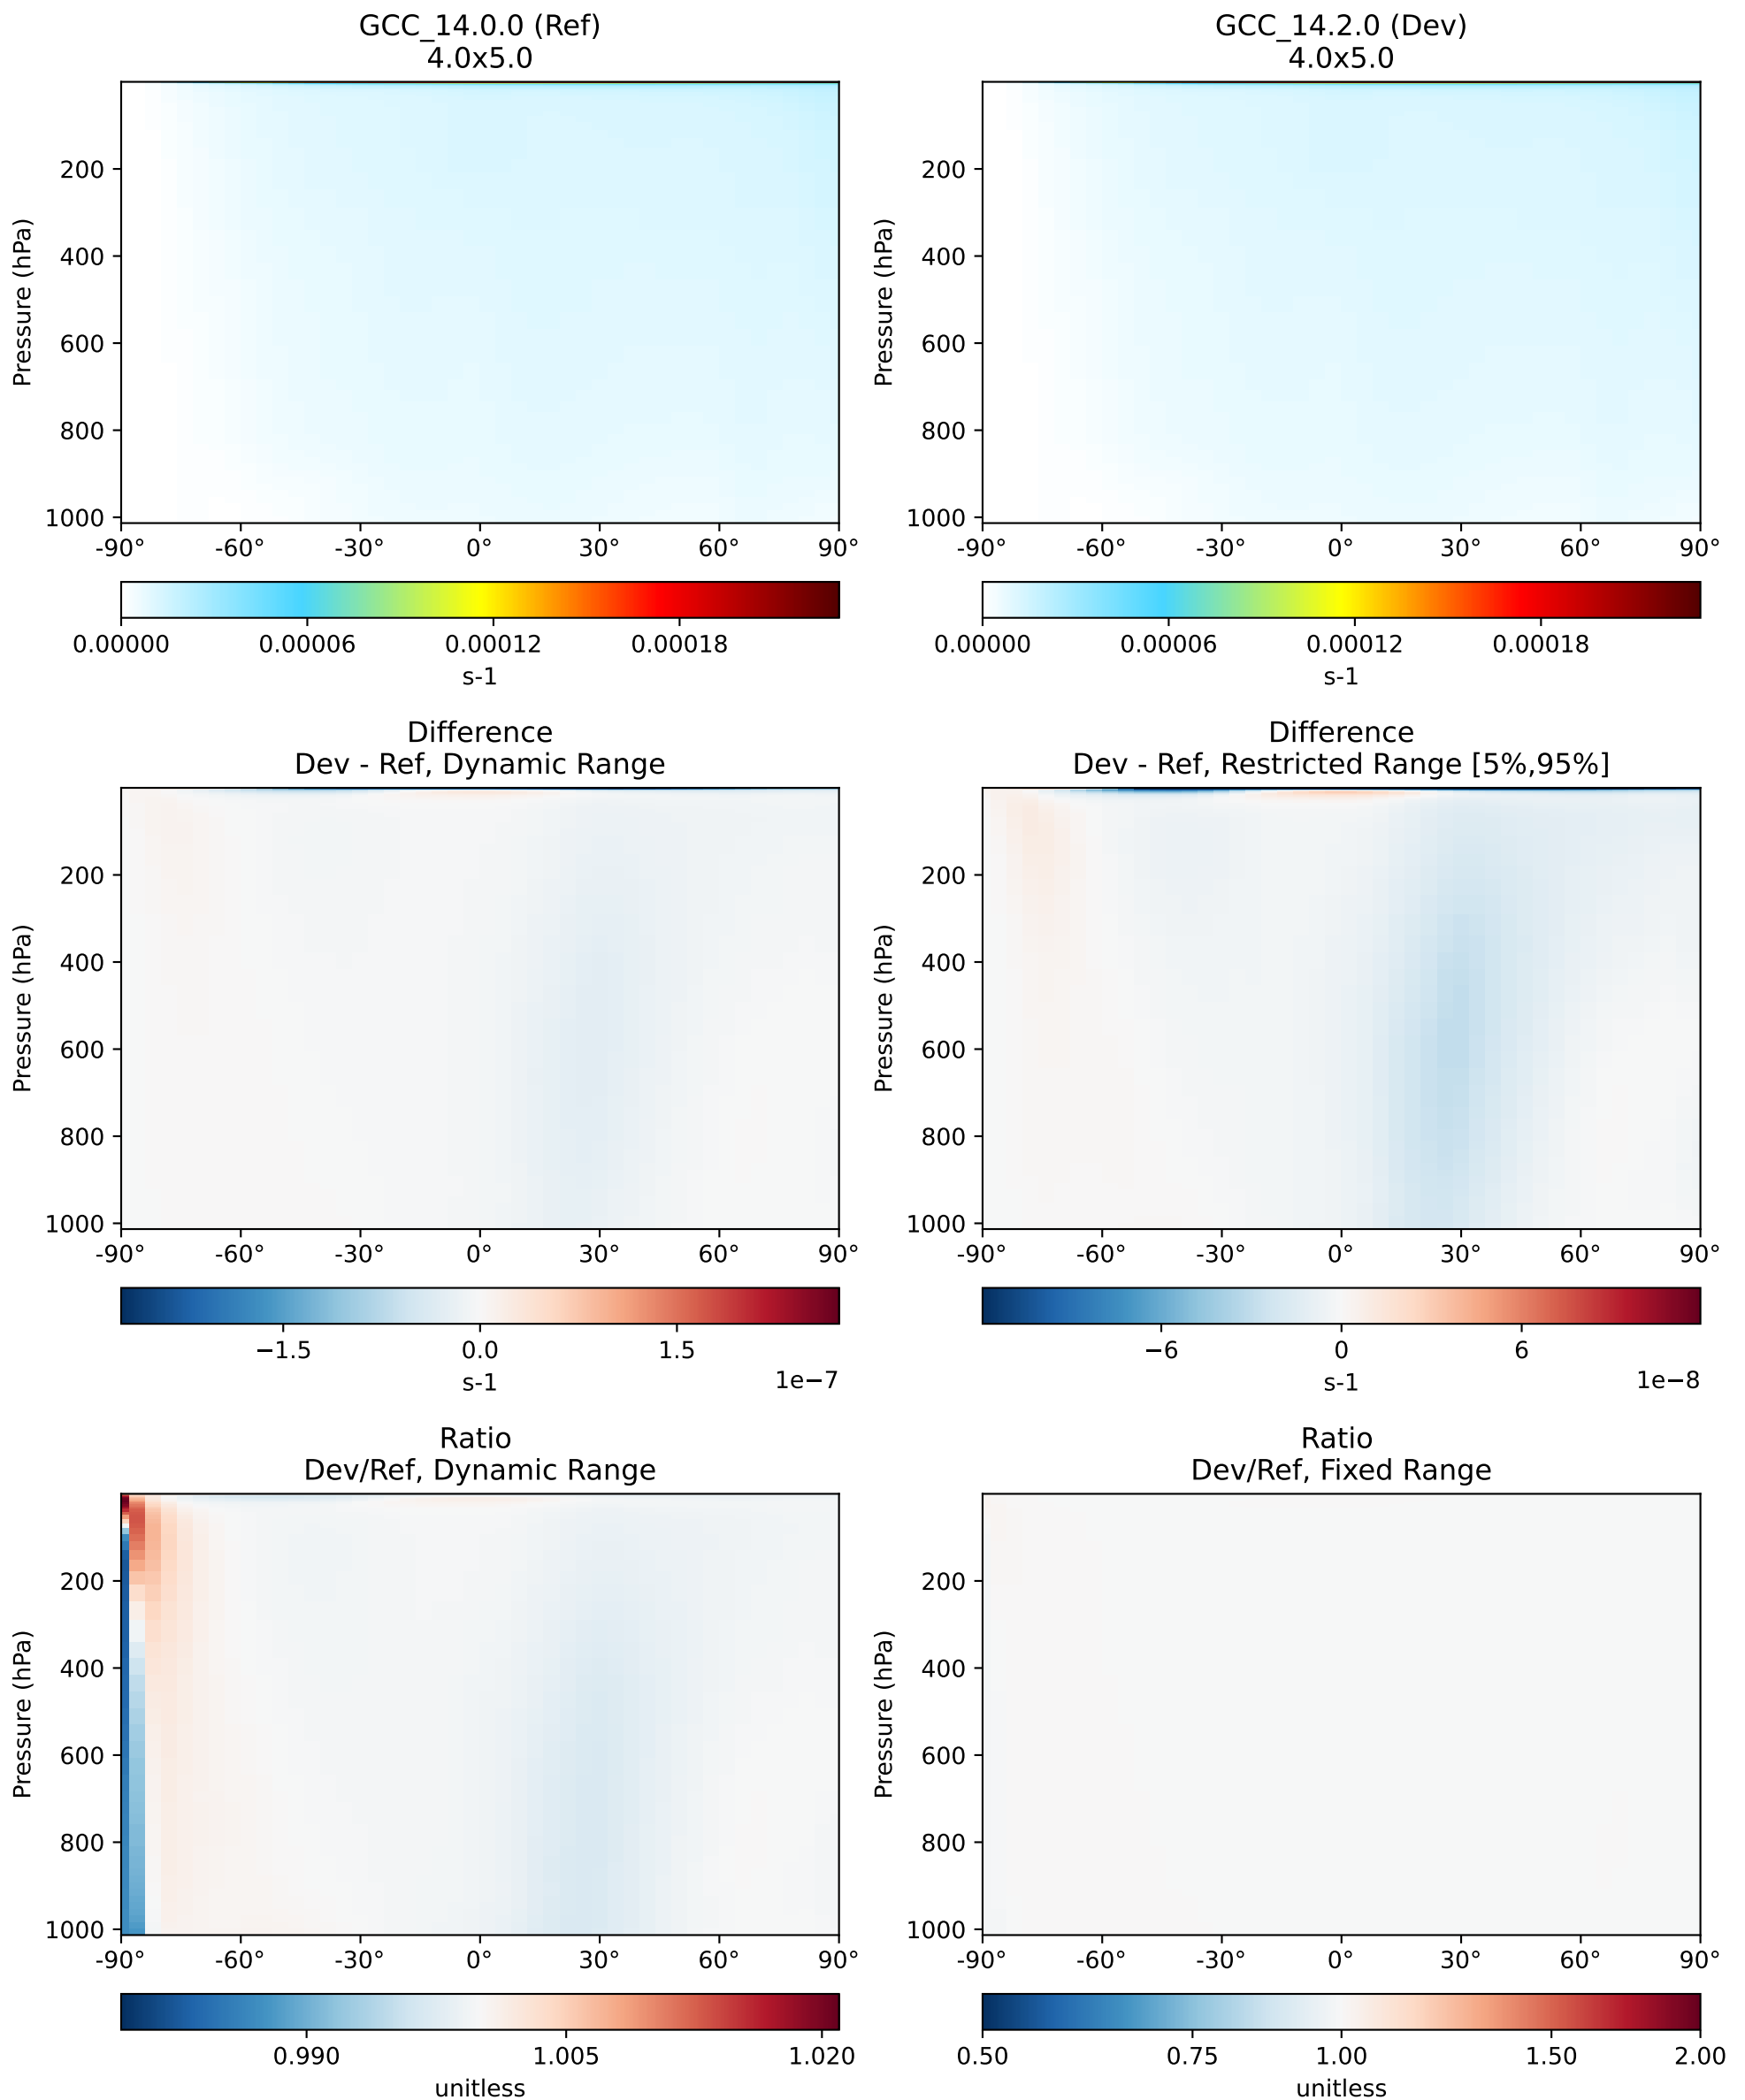 GCC_14.0.0 (Ref)
4.0x5.0
Pressure (hPa)
200
400
600
800
1000
-90° -60° -30° 0° 30° 60° 90°
0.00000 0.00006 0.00012 0.00018
s-1
GCC_14.2.0 (Dev)
4.0x5.0
Pressure (hPa)
200
400
600
800
1000
-90° -60° -30° 0° 30° 60° 90°
0.00000 0.00006 0.00012 0.00018
s-1
Difference
Dev - Ref, Dynamic Range
Pressure (hPa)
200
400
600
800
1000
-90° -60° -30° 0° 30° 60° 90°
−1.5 0.0 1.5
s-1 1e−7
Difference
Dev - Ref, Restricted Range [5%,95%]
Pressure (hPa)
200
400
600
800
1000
-90° -60° -30° 0° 30° 60° 90°
−6 0 6
s-1 1e−8
Ratio
Dev/Ref, Dynamic Range
Pressure (hPa)
200
400
600
800
1000
-90° -60° -30° 0° 30° 60° 90°
0.990 1.005 1.020
unitless
Ratio
Dev/Ref, Fixed Range
Pressure (hPa)
200
400
600
800
1000
-90° -60° -30° 0° 30° 60° 90°
0.50 0.75 1.00 1.50 2.00
unitless